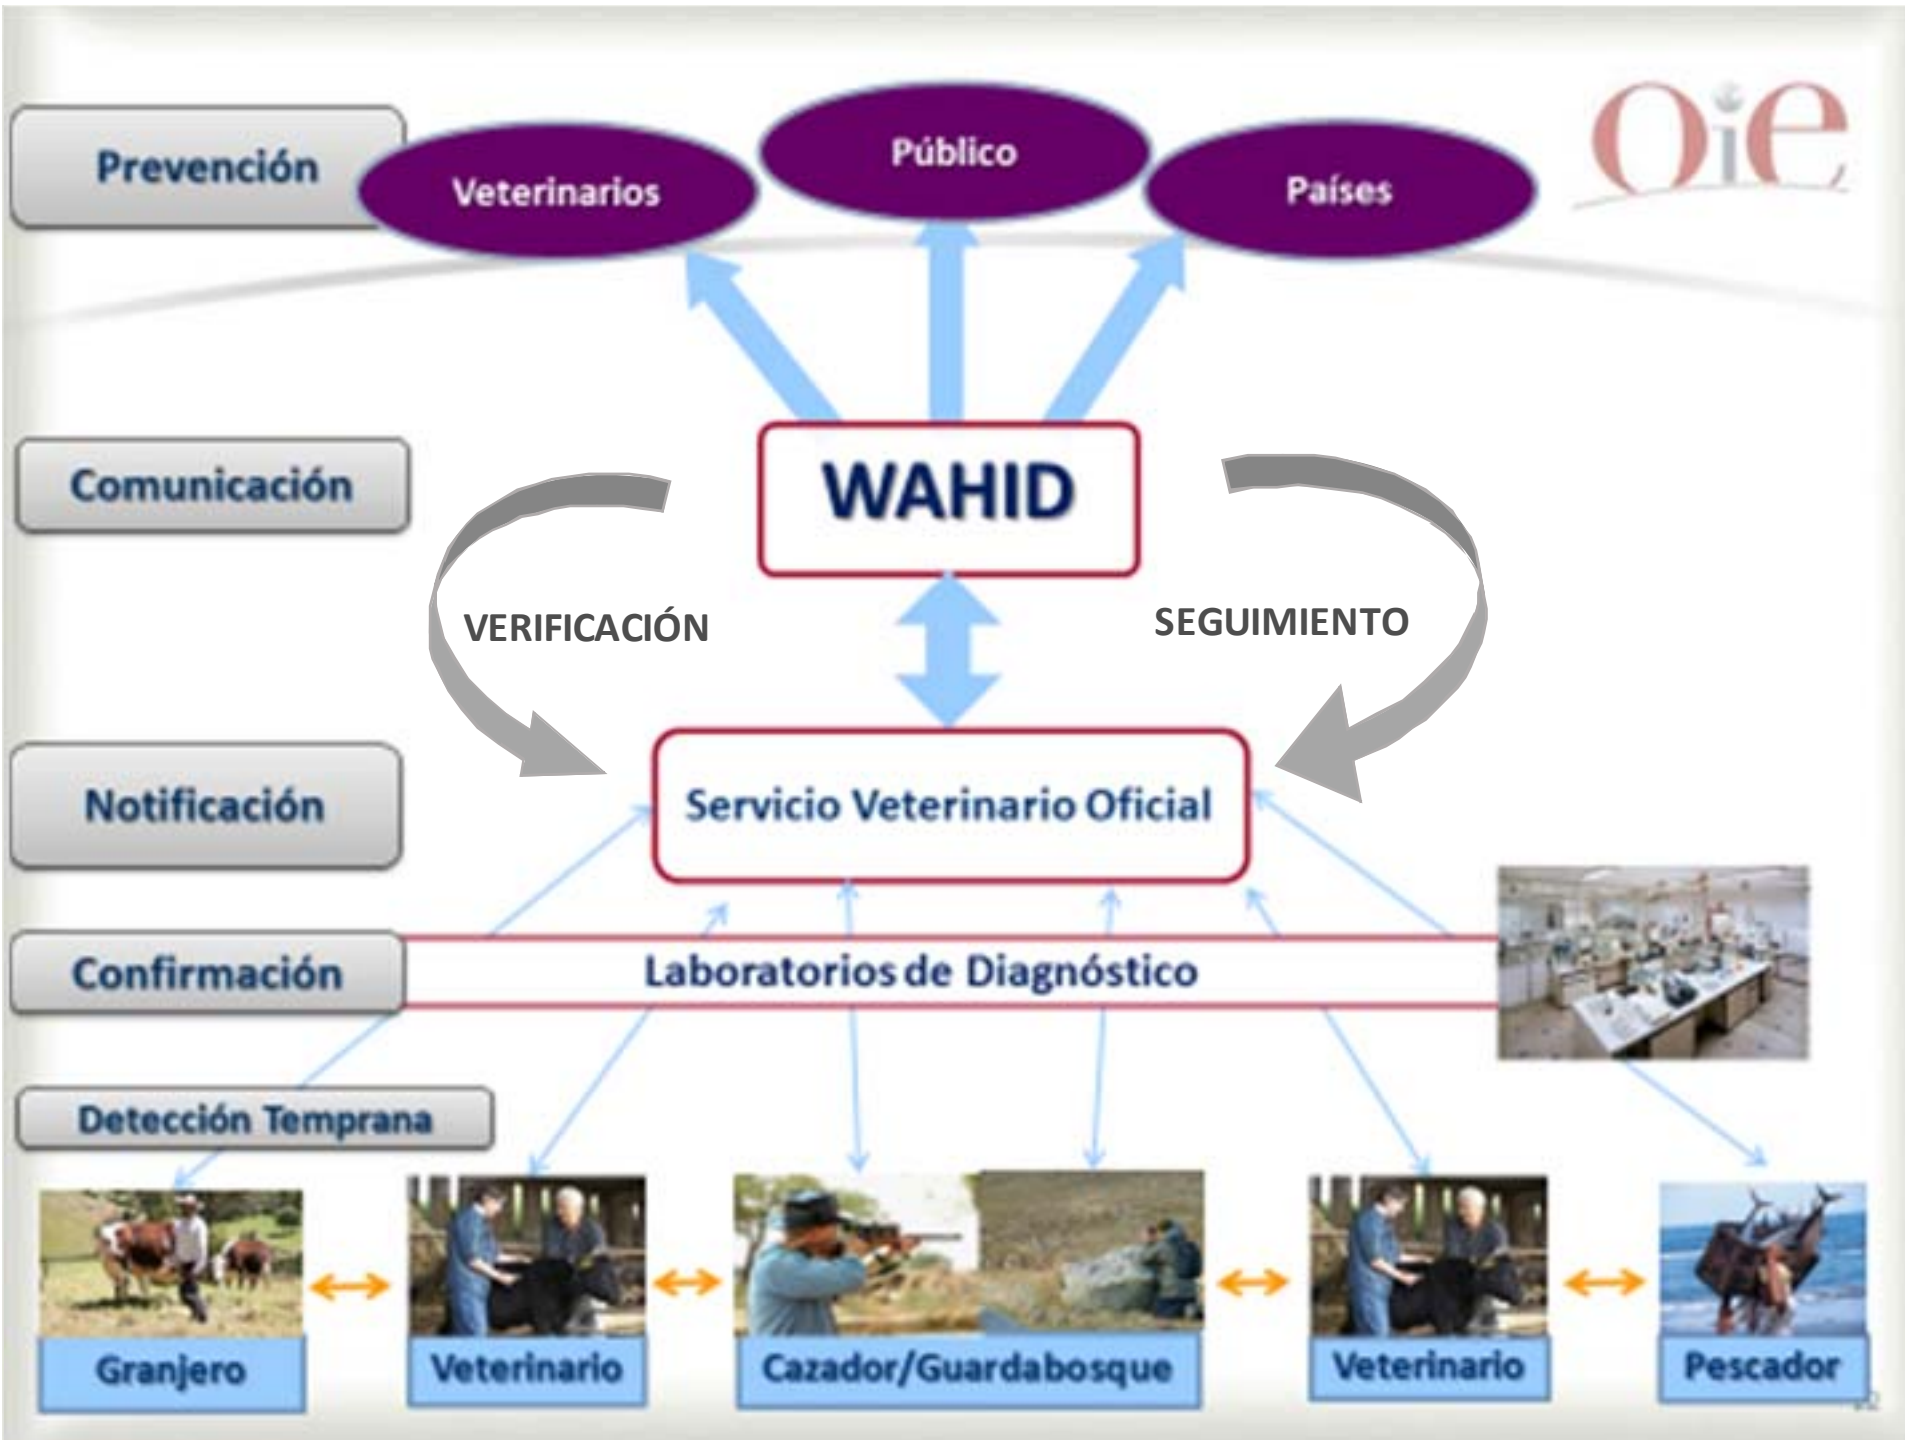 Prevención
Veterinarios
Público
Países
Oie
Comunicación
WAHID
VERIFICACIÓN
SEGUIMIENTO
Notificación
Servicio Veterinario Oficial
Confirmación
Laboratorios de Diagnóstico
Detección Temprana
Granjero
Veterinario
Cazador/Guardabosque
Veterinario
Pescador